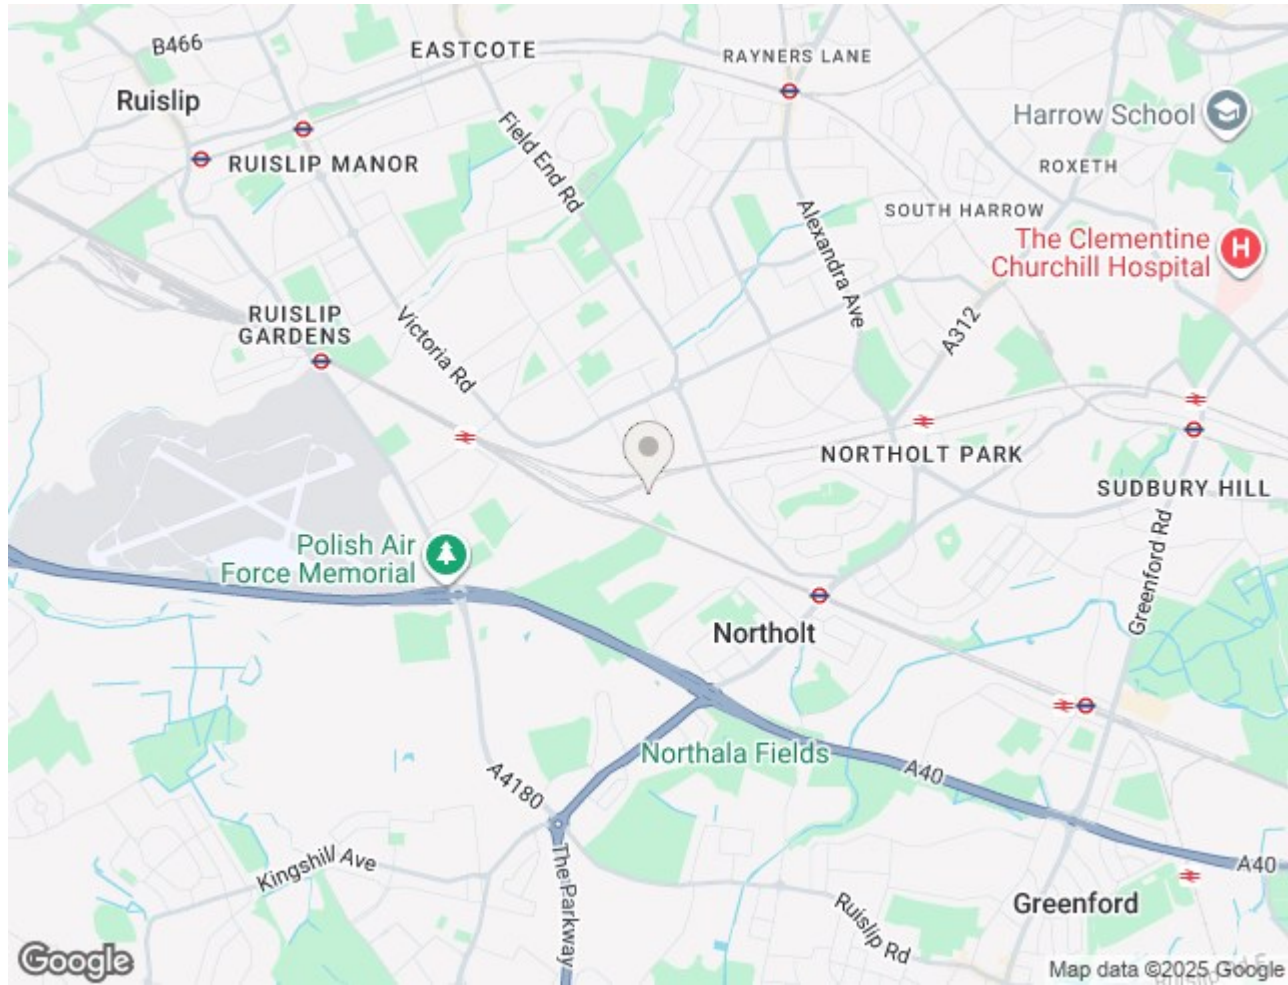 B466
EASTCOTE
RAYNERS LANE
Ruislip
Harrow School
Field End Rd
RUISLIP MANOR
ROXETH
Alexandra Ave
SOUTH HARROW
The Clementine
Churchill Hospital
H
RUISLIP
GARDENS
Victoria Rd
A312
NORTHOLT PARK
SUDBURY HILL
Polish Air
Force Memorial
Greenford Rd
Northolt
Northala Fields
A40
A4180
Kingshill Ave
The Parkway
A40
Ruislip Rd
Greenford
Google
Map data ©2025 Google